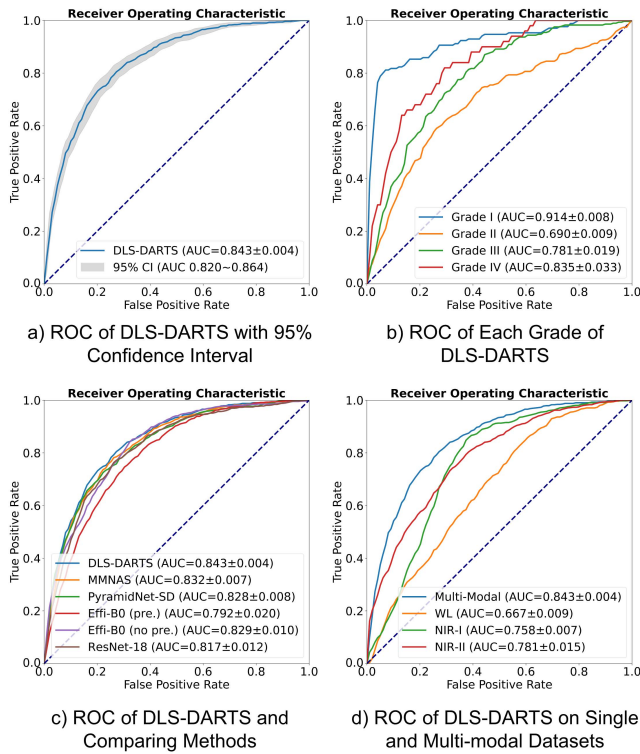 Receiver Operating Characteristic
1.0
0.8
0.6
0.4
0.2
0.0
0.0 0.2 0.4 0.6 0.8 1.0
True Positive Rate
False Positive Rate
DLS-DARTS (AUC=0.843±0.004)
95% CI (AUC 0.820~0.864)
a) ROC of DLS-DARTS with 95%
Confidence Interval
Receiver Operating Characteristic
1.0
0.8
0.6
0.4
0.2
0.0
0.0 0.2 0.4 0.6 0.8 1.0
True Positive Rate
False Positive Rate
Grade I (AUC=0.914±0.008)
Grade II (AUC=0.690±0.009)
Grade III (AUC=0.781±0.019)
Grade IV (AUC=0.835±0.033)
b) ROC of Each Grade of
DLS-DARTS
Receiver Operating Characteristic
1.0
0.8
0.6
0.4
0.2
0.0
0.0 0.2 0.4 0.6 0.8 1.0
True Positive Rate
False Positive Rate
DLS-DARTS (AUC=0.843±0.004)
MMNAS (AUC=0.832±0.007)
PyramidNet-SD (AUC=0.828±0.008)
Effi-B0 (pre.) (AUC=0.792±0.020)
Effi-B0 (no pre.) (AUC=0.829±0.010)
ResNet-18 (AUC=0.817±0.012)
c) ROC of DLS-DARTS and
Comparing Methods
Receiver Operating Characteristic
1.0
0.8
0.6
0.4
0.2
0.0
0.0 0.2 0.4 0.6 0.8 1.0
True Positive Rate
False Positive Rate
Multi-Modal (AUC=0.843±0.004)
WL (AUC=0.667±0.009)
NIR-I (AUC=0.758±0.007)
NIR-II (AUC=0.781±0.015)
d) ROC of DLS-DARTS on Single
and Multi-modal Datasets